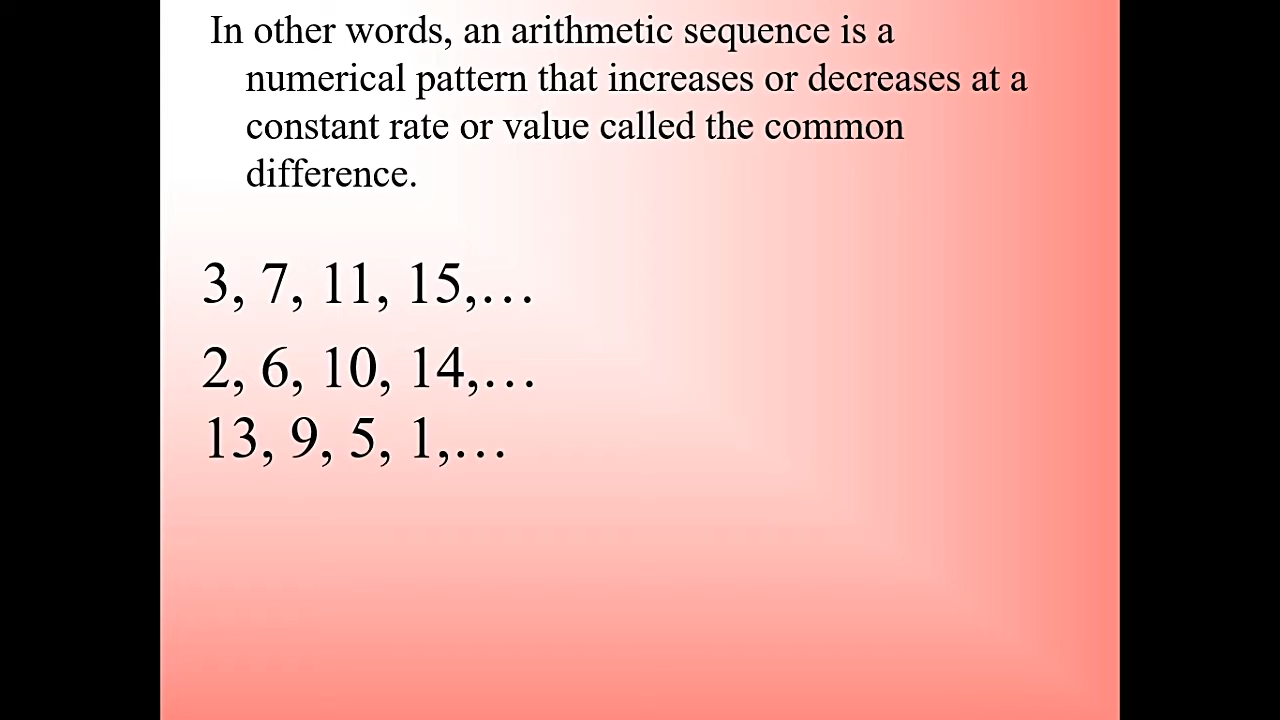 In other words, an arithmetic sequence is a
numerical pattern that increases or decreases at a
constant rate or value called the common
difference.
3, 7, 11, 15,…
2, 6, 10, 14,…
13, 9, 5, 1,…